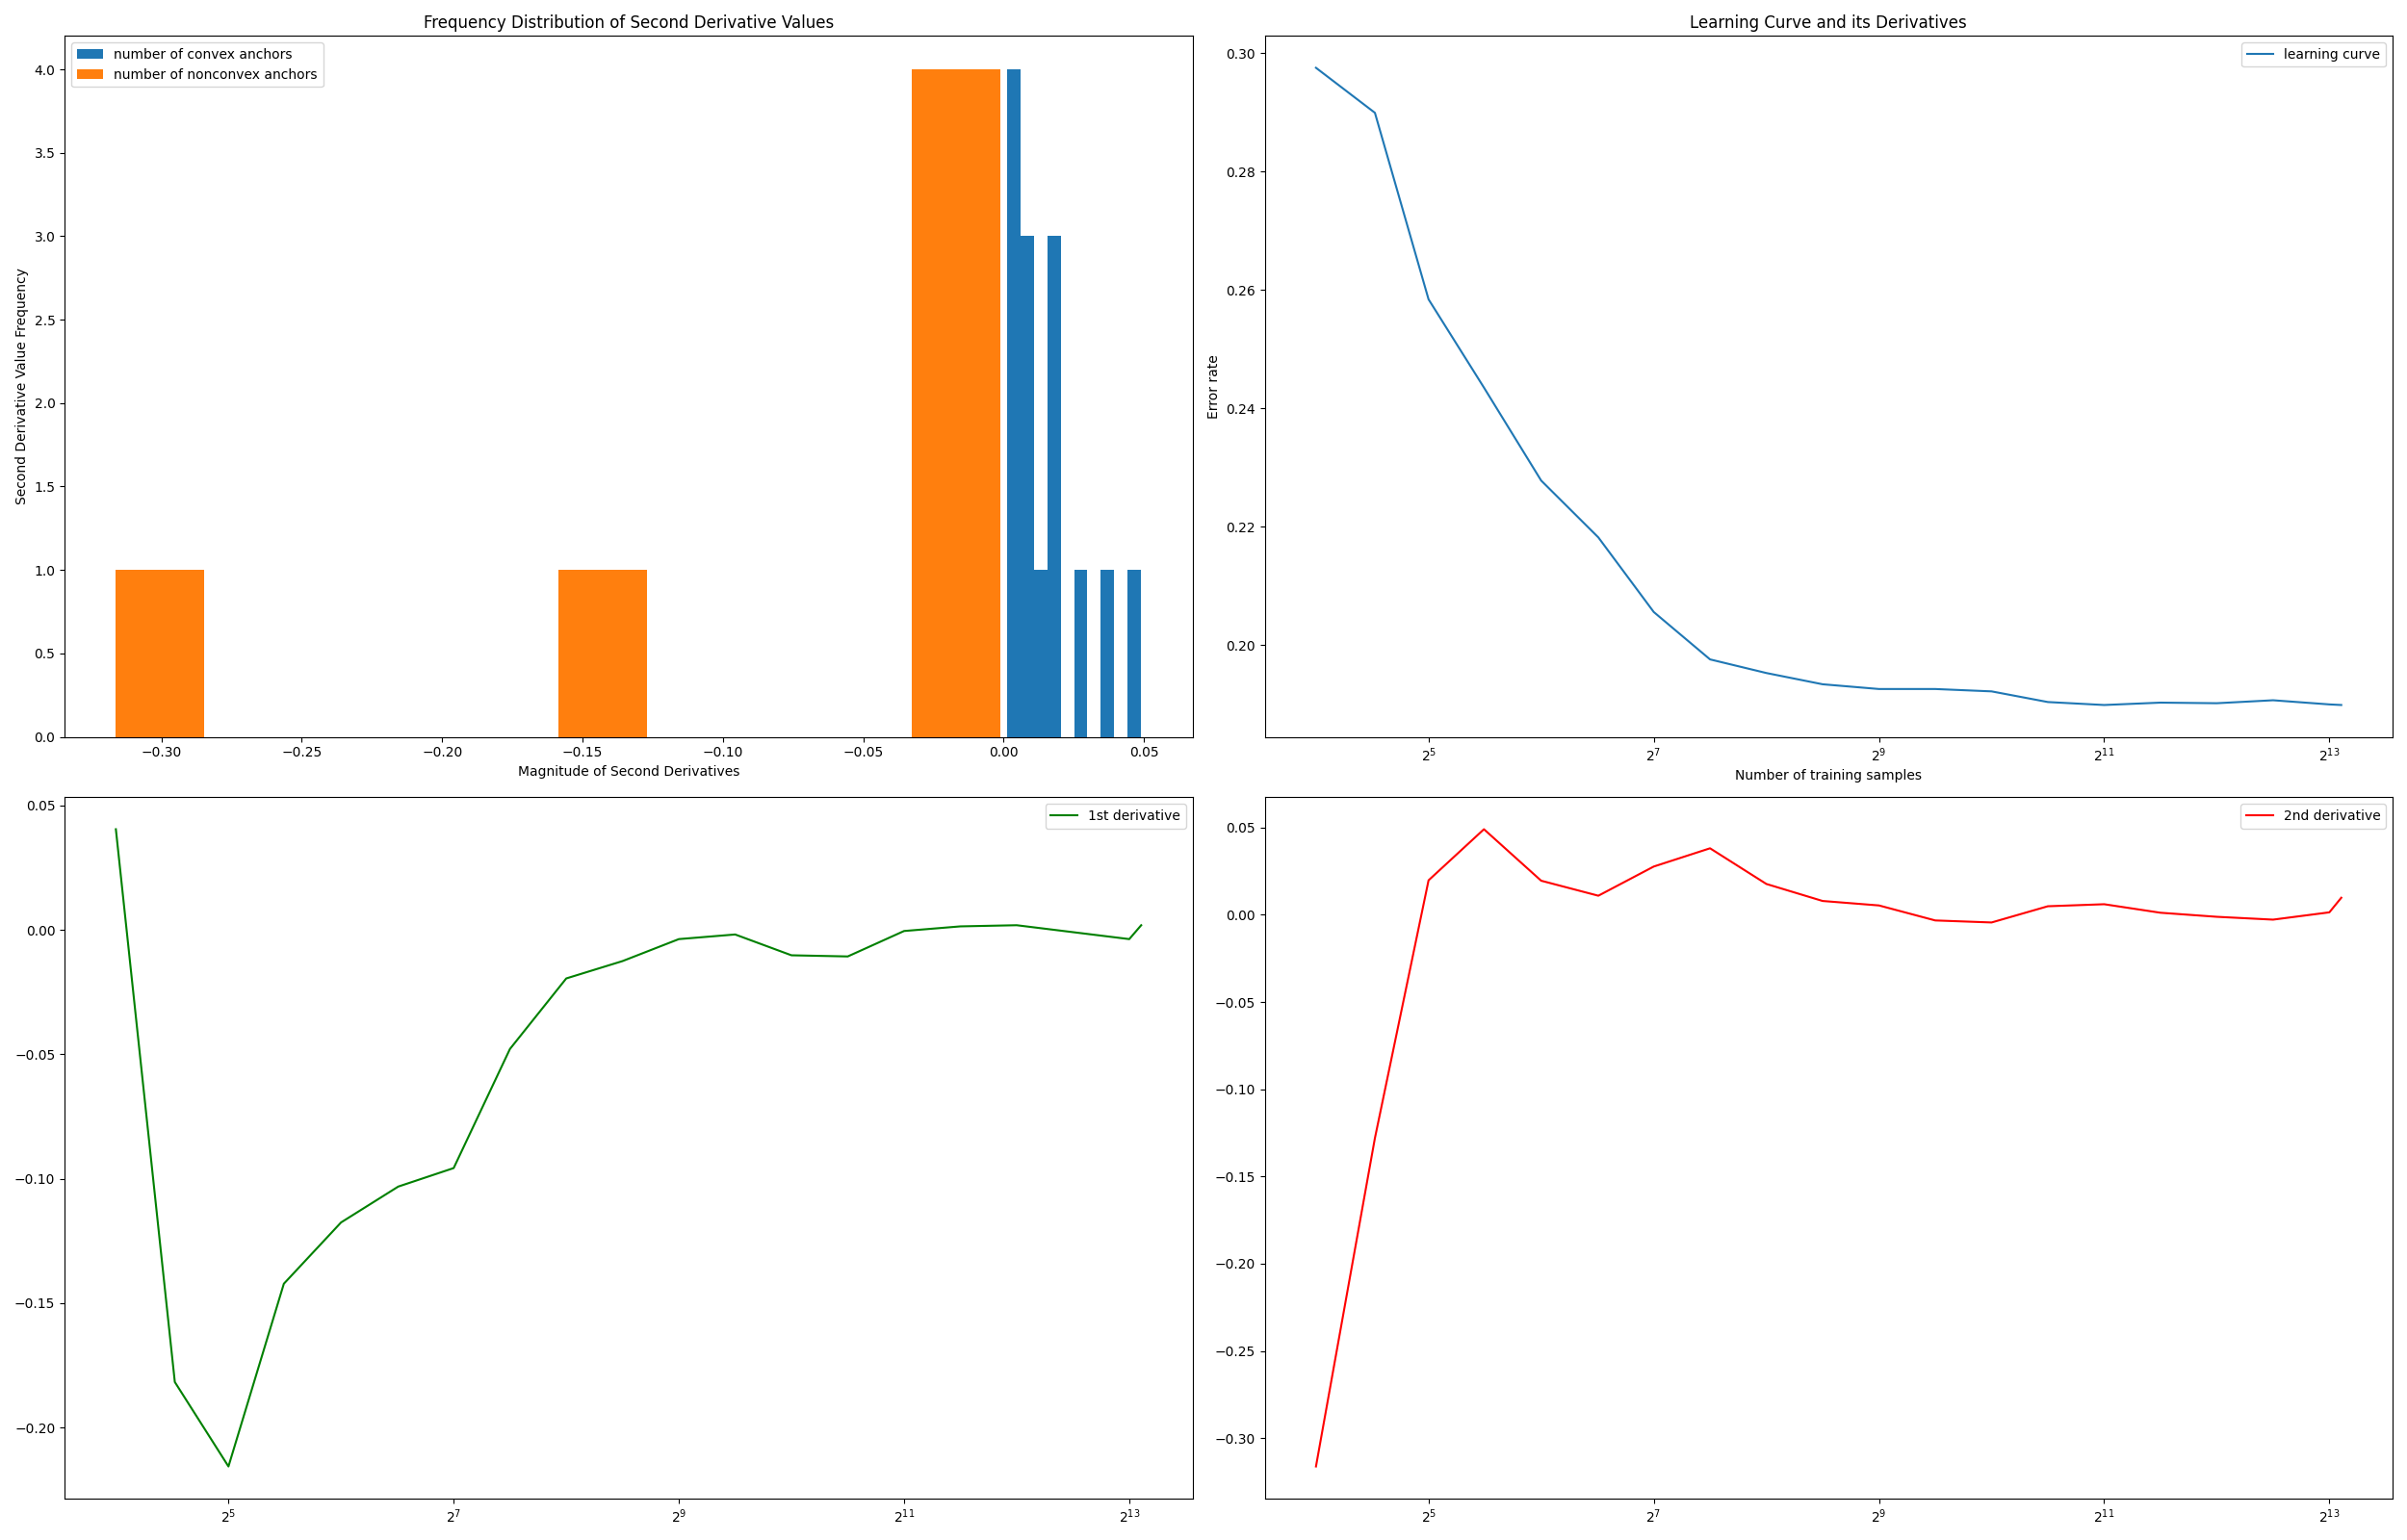 Frequency Distribution of Second Derivative Values
number of convex anchors
number of nonconvex anchors
Second Derivative Value Frequency
4.0
3.5
3.0
2.5
2.0
1.5
1.0
0.5
0.0
−0.30 −0.25 −0.20 −0.15 −0.10 −0.05 0.00 0.05
Magnitude of Second Derivatives
Learning Curve and its Derivatives
learning curve
Error rate
0.30
0.28
0.26
0.24
0.22
0.20
2^5 2^7 2^9 2^11 2^13
Number of training samples
1st derivative
0.05
0.00
−0.05
−0.10
−0.15
−0.20
2^5 2^7 2^9 2^11 2^13
2nd derivative
0.05
0.00
−0.05
−0.10
−0.15
−0.20
−0.25
−0.30
2^5 2^7 2^9 2^11 2^13